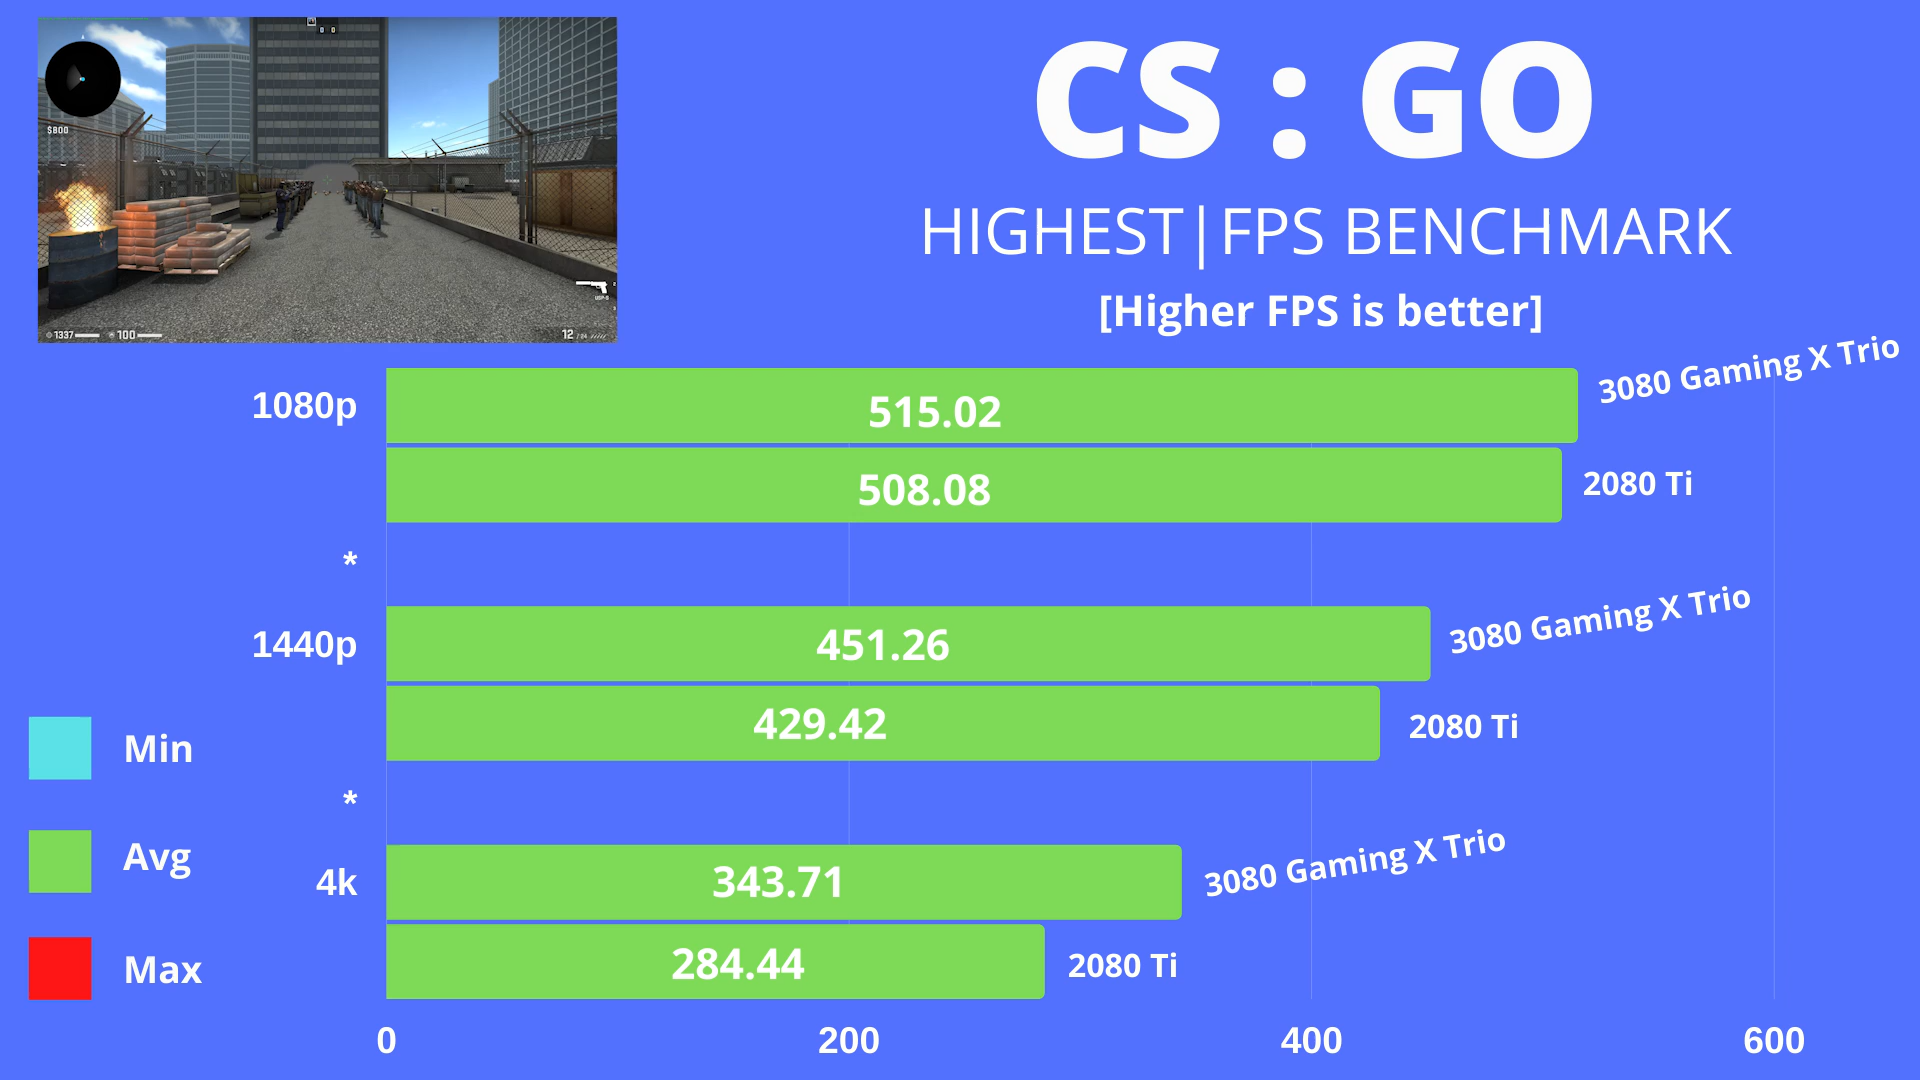 CS : GO
HIGHEST|FPS BENCHMARK
[Higher FPS is better]
$800
0 0
1337
100
12
1080p
515.02
3080 Gaming X Trio
508.08
2080 Ti
*
1440p
451.26
3080 Gaming X Trio
429.42
2080 Ti
*
4k
343.71
3080 Gaming X Trio
284.44
2080 Ti
Min
Avg
Max
0
200
400
600